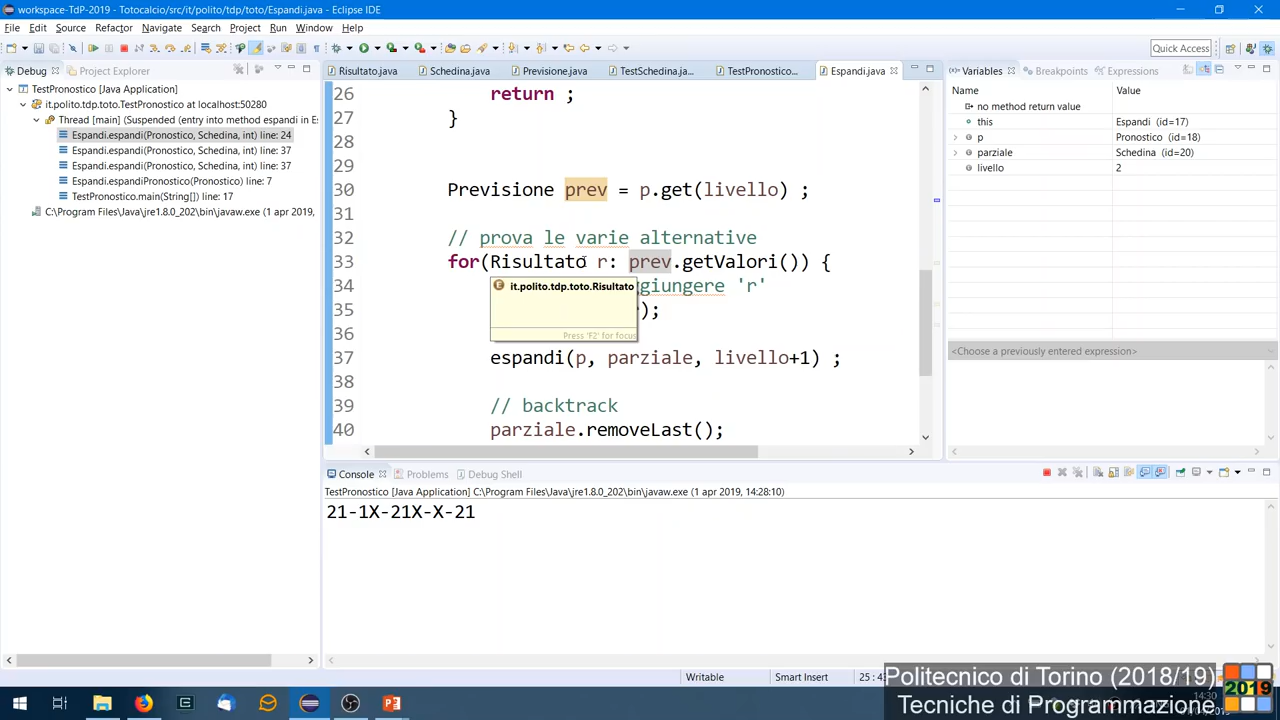 workspace-TdP-2019 - Totocalcio/src/it/polito/tdp/toto/Espandi.java - Eclipse IDE
File Edit Source Refactor Navigate Search Project Run Window Help
Quick Access
Debug Project Explorer
TestPronostico [Java Application]
it.polito.tdp.toto.TestPronostico at localhost:50280
Thread [main] (Suspended (entry into method espandi in E
Espandi.espandi(Pronostico, Schedina, int) line: 24
Espandi.espandi(Pronostico, Schedina, int) line: 37
Espandi.espandi(Pronostico, Schedina, int) line: 37
Espandi.espandiPronostico(Pronostico) line: 7
TestPronostico.main(String[]) line: 17
C:\Program Files\Java\jre1.8.0_202\bin\javaw.exe (1 apr 2019,
Risultato.java Schedina.java Previsione.java TestSchedina.ja... TestPronostico... Espandi.java
26 return ;
27 }
28
29
30 Previsione prev = p.get(livello) ;
31
32 // prova le varie alternative
33 for(Risultato r: prev.getValori()) {
34 ggiungere 'r'
35 );
36
37 espandi(p, parziale, livello+1) ;
38
39 // backtrack
40 parziale.removeLast();
it.polito.tdp.toto.Risultato
Press 'F2' for focus
Variables Breakpoints Expressions
Name Value
no method return value
this Espandi (id=17)
p Pronostico (id=18)
parziale Schedina (id=20)
livello 2
<Choose a previously entered expression>
Console Problems Debug Shell
TestPronostico [Java Application] C:\Program Files\Java\jre1.8.0_202\bin\javaw.exe (1 apr 2019, 14:28:10)
21-1X-21X-X-21
Writable Smart Insert 25 : 4
Politecnico di Torino (2018/19)
Tecniche di Programmazione
2019
14:30